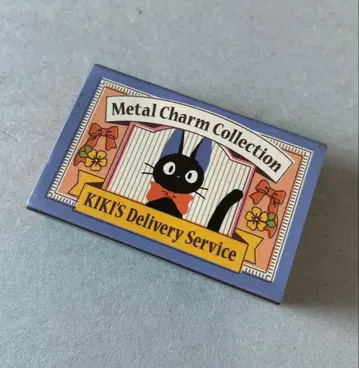 Metal Charm Collection
KIKI'S Delivery Service